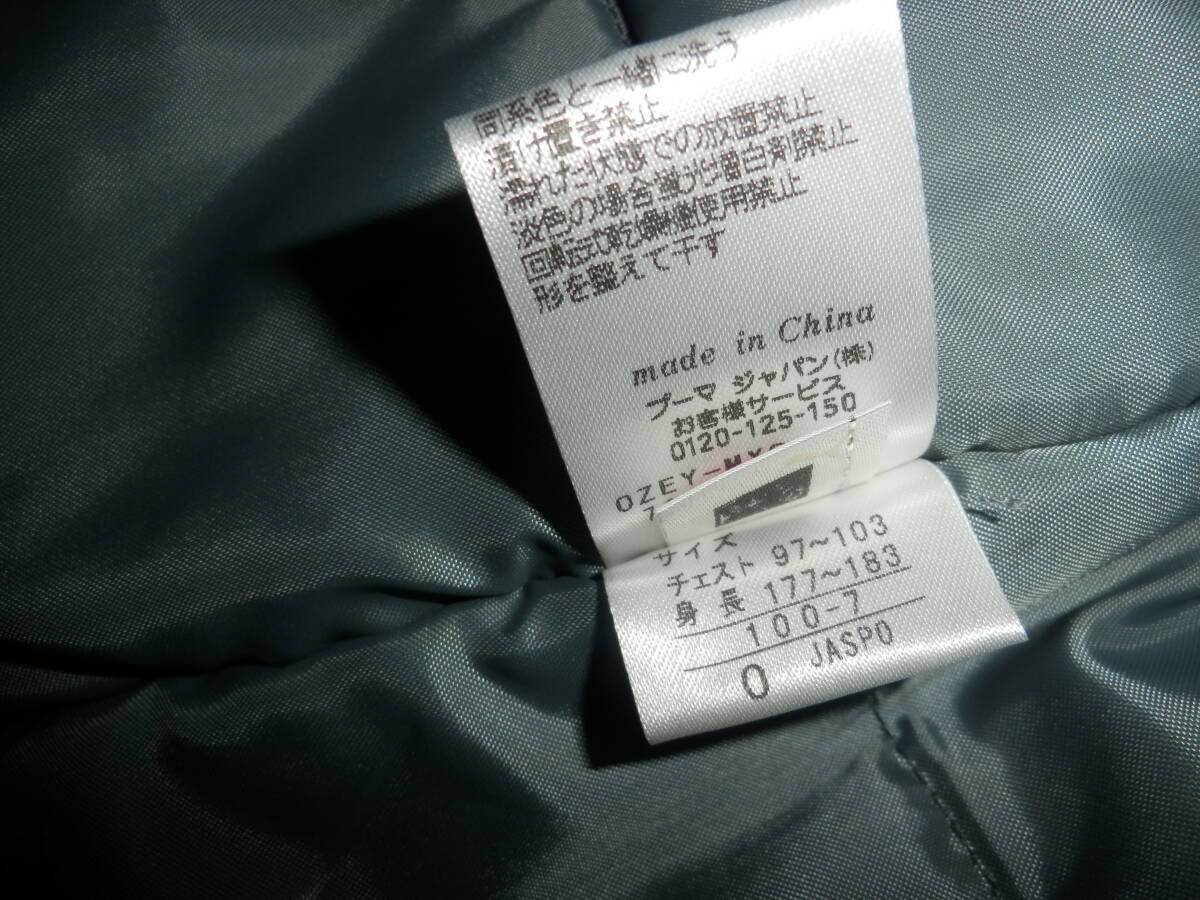 同系色と一緒に洗う
漬け置き禁止
濡れた状態での放置禁止
淡色の場合蛍光増白剤禁止
回転式乾燥機使用禁止
形を整えて干す
made in China
プーマ ジャパン(株)
お客様サービス
0120-125-150
OZEY-MX
サイズ
チェスト 97~103
身長 177~183
100-7
O JASPO